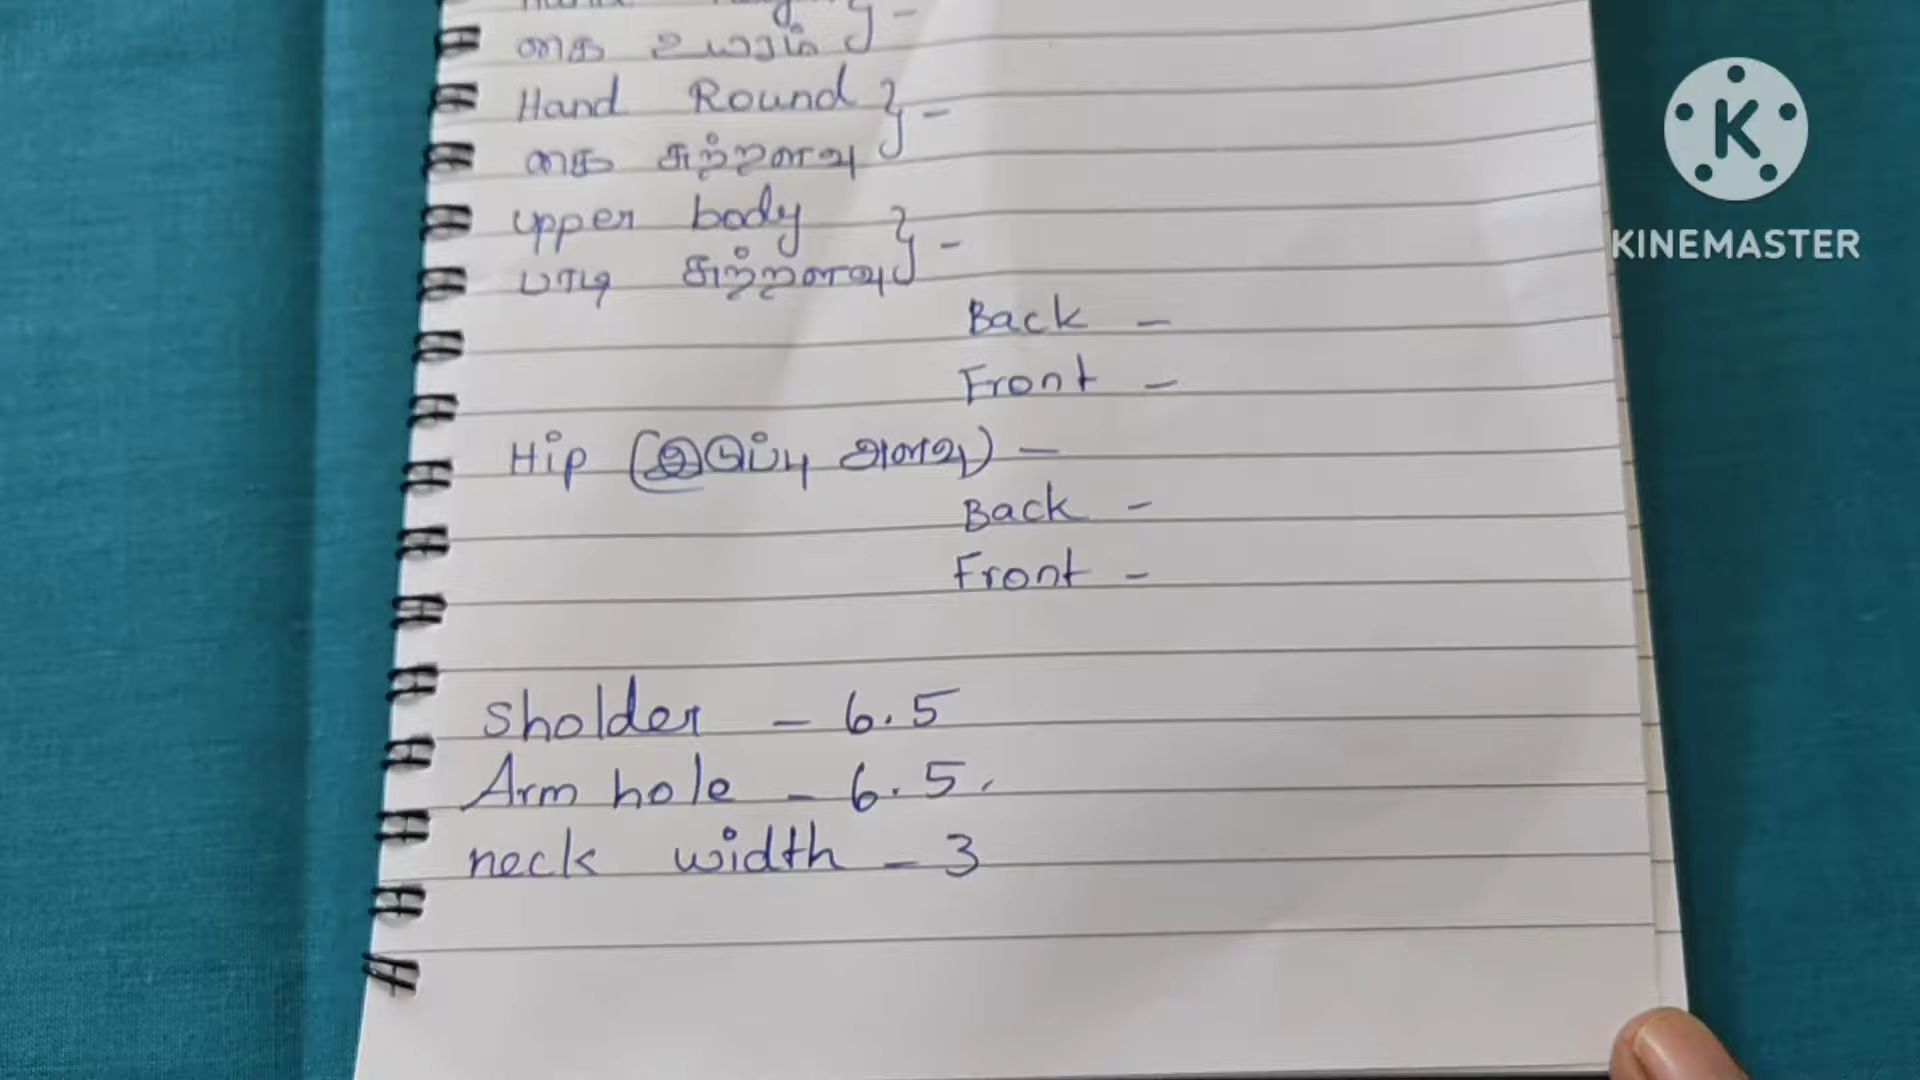 கை உயரம் } -
Hand Round } -
கை சுற்றளவு
upper body } -
பாடி சுற்றளவு
Back -
Front -
Hip (இடுப்பு அளவு) -
Back -
Front -
Sholder - 6.5
Arm hole - 6.5.
neck width - 3
K
KINEMASTER